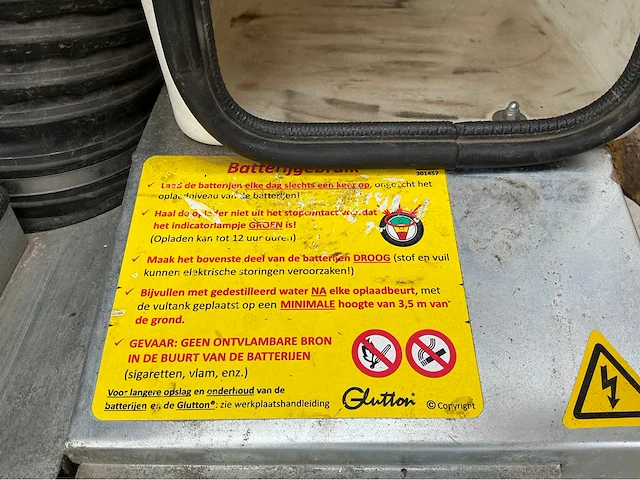 Batterijgebruik
301457
✓ Laad de batterijen elke dag slechts een keer op, ongeacht het
oplaadniveau van de batterijen!
✓ Haal de oplader niet uit het stopcontact voordat
het indicatorlampje GROEN is!
(Opladen kan tot 12 uur duren)
✓ Maak het bovenste deel van de batterijen DROOG (stof en vuil
kunnen elektrische storingen veroorzaken!)
✓ Bijvullen met gedestilleerd water NA elke oplaadbeurt, met
de vultank geplaatst op een MINIMALE hoogte van 3,5 m van
de grond.
✓ GEVAAR: GEEN ONTVLAMBARE BRON
IN DE BUURT VAN DE BATTERIJEN
(sigaretten, vlam, enz.)
Voor langere opslag en onderhoud van de
batterijen en de Glutton®: zie werkplaatshandleiding
Glutton®
© Copyright